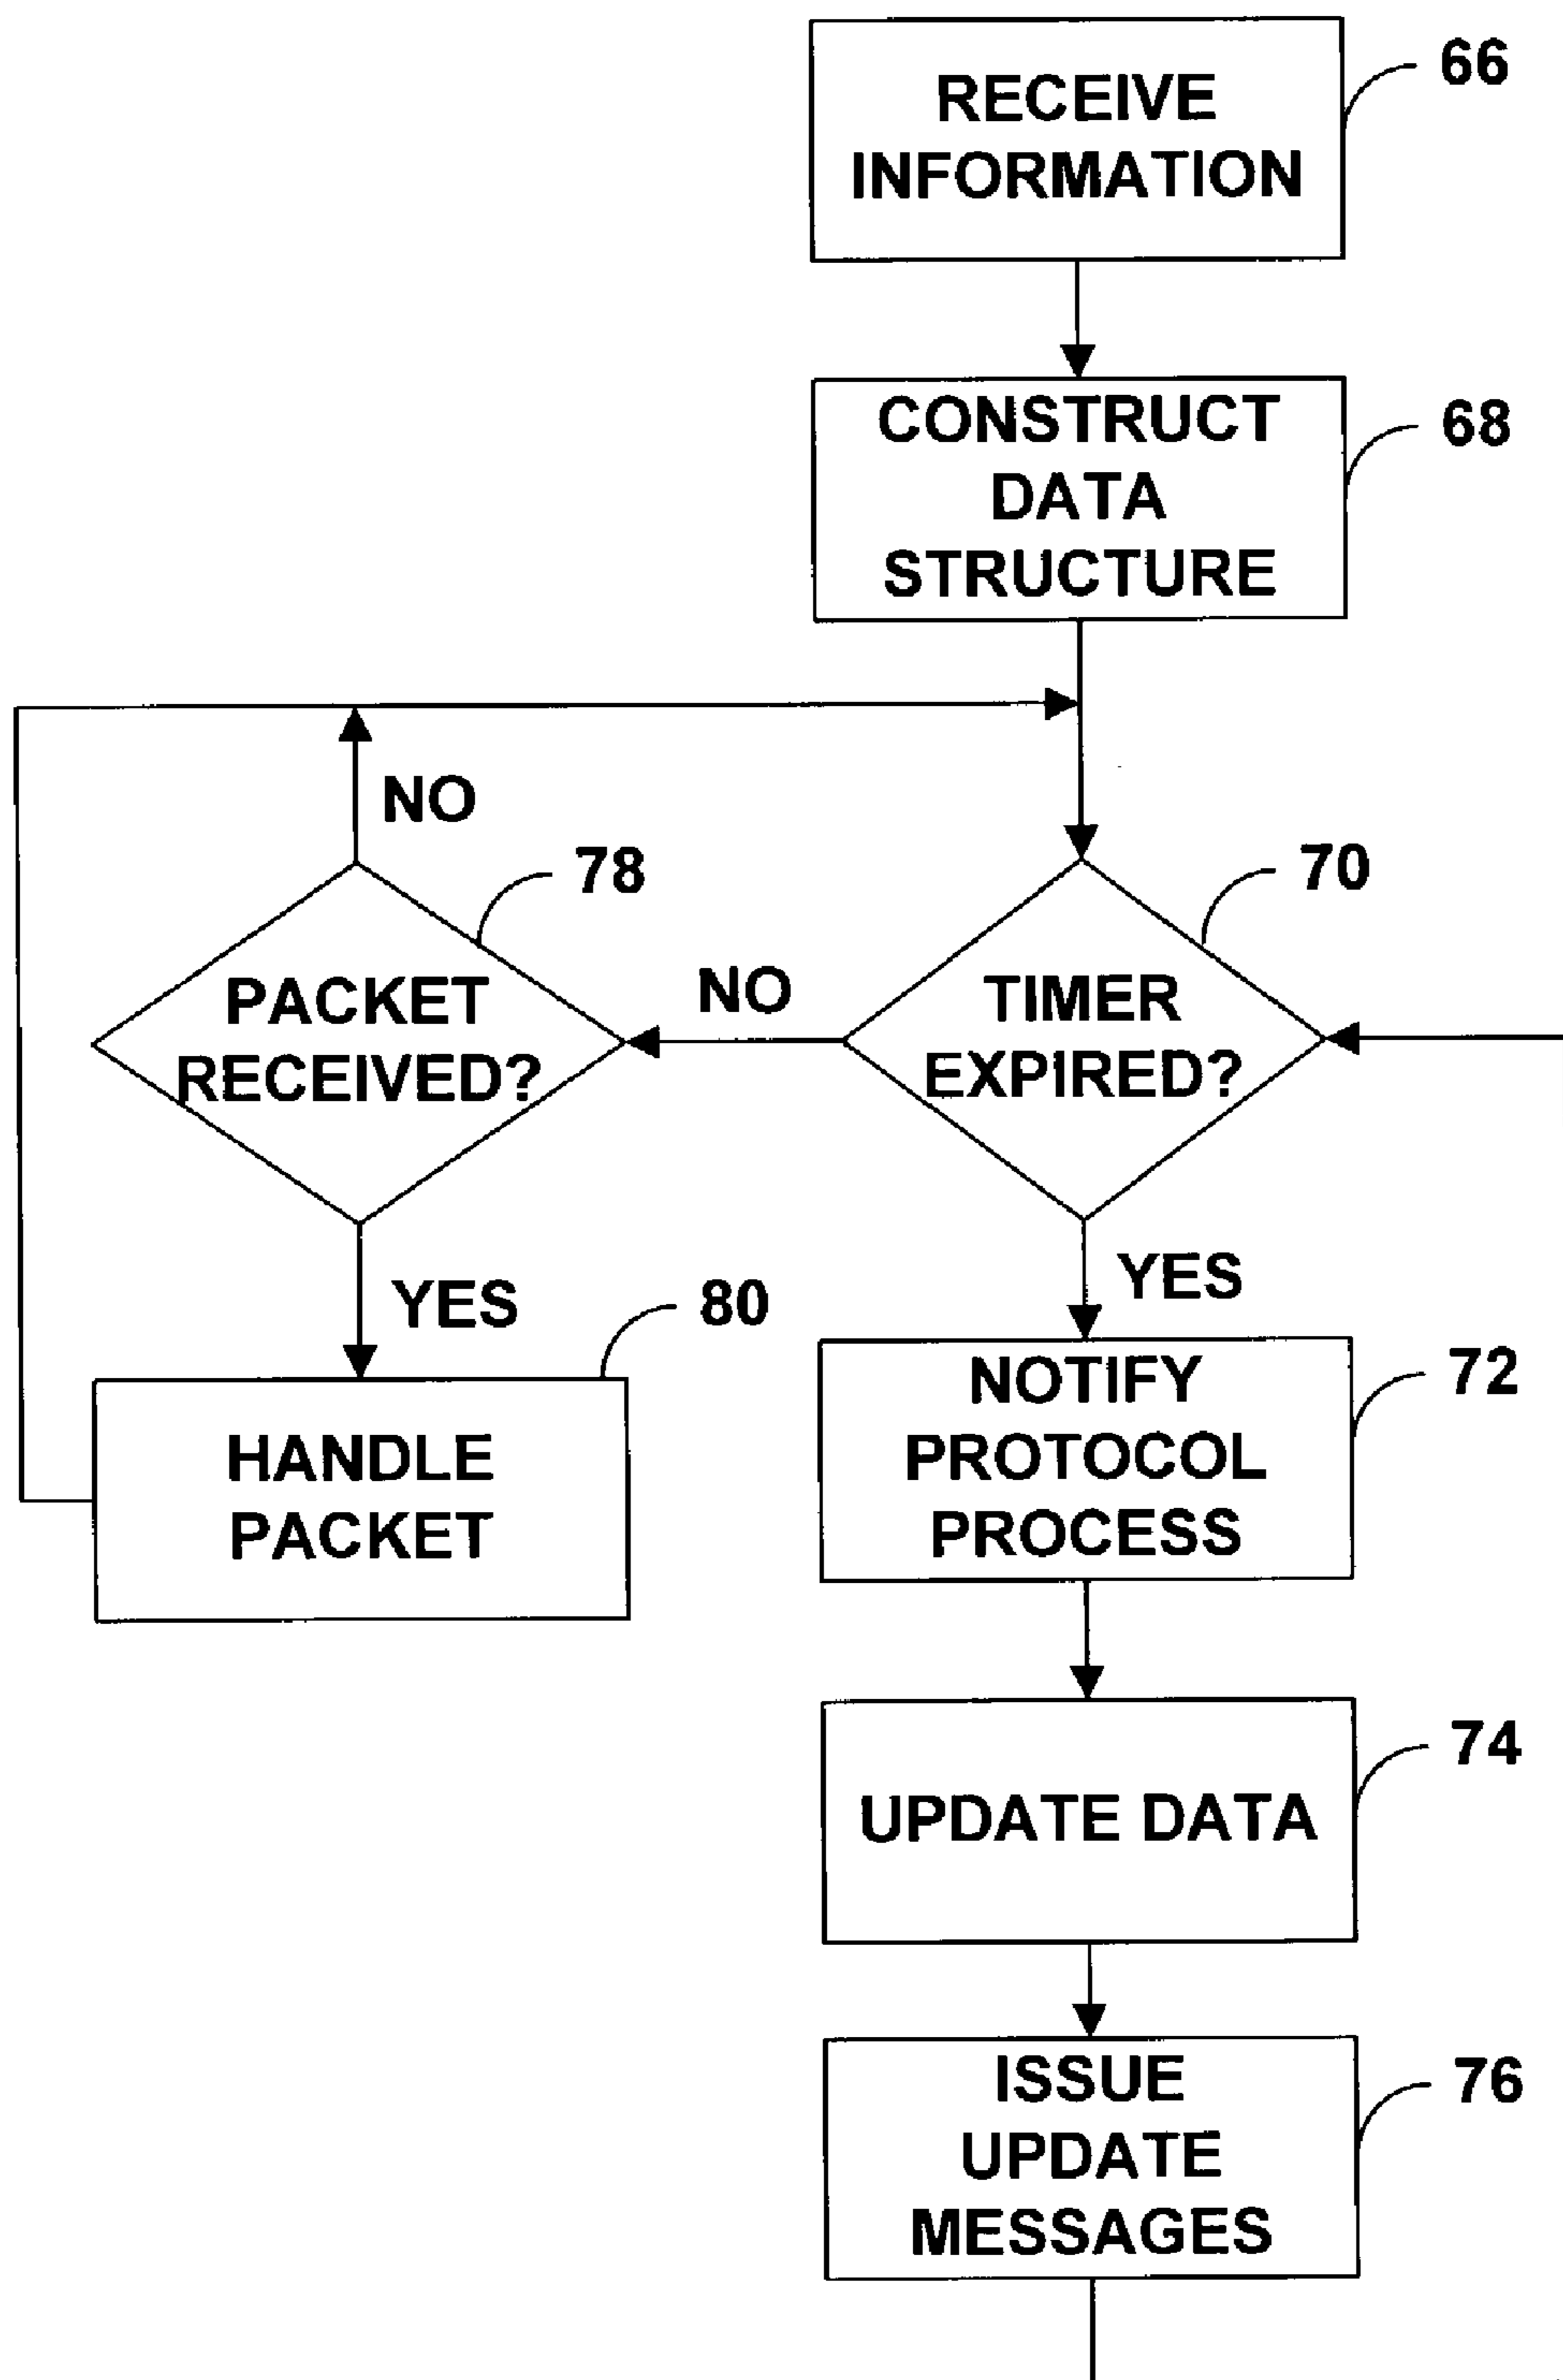 RECEIVE
INFORMATION
66
CONSTRUCT
DATA
STRUCTURE
68
NO
78
PACKET
RECEIVED?
NO
70
TIMER
EXPIRED?
YES
80
HANDLE
PACKET
YES
NOTIFY
PROTOCOL
PROCESS
72
UPDATE DATA
74
ISSUE
UPDATE
MESSAGES
76